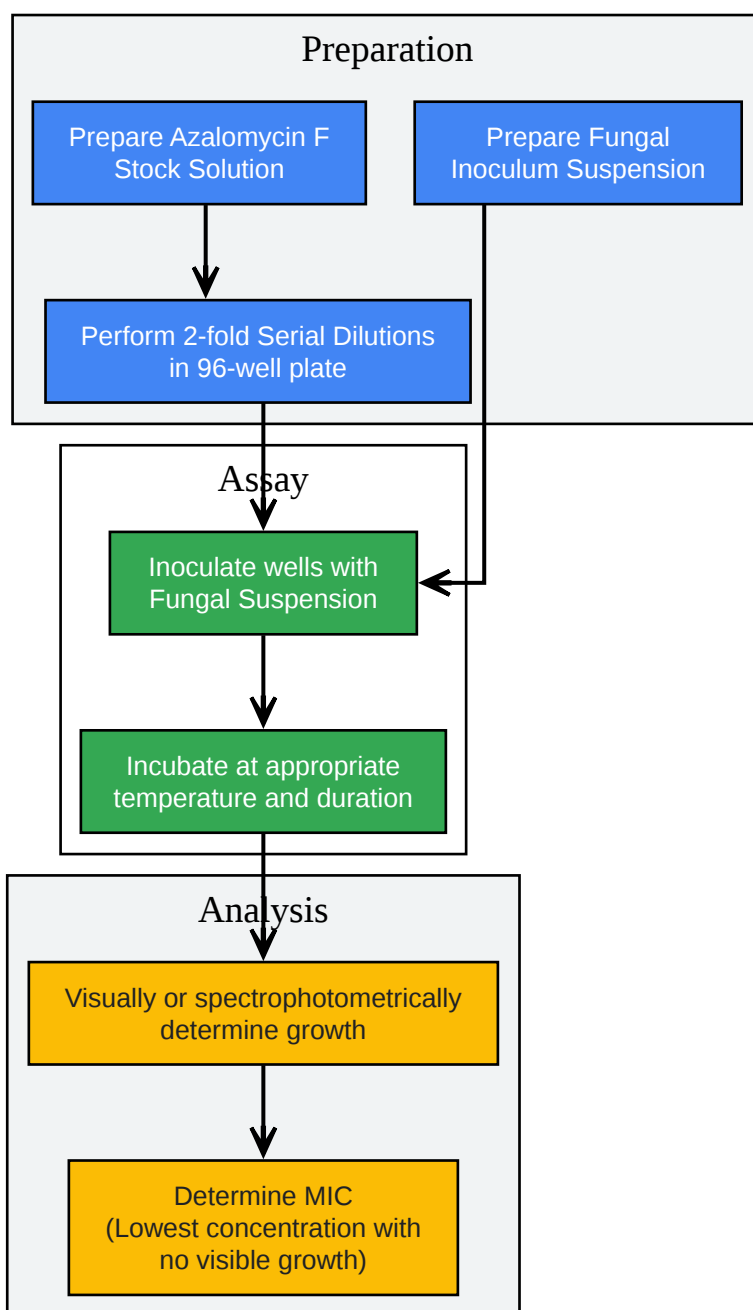 Preparation
Prepare Azalomycin F
Stock Solution
Prepare Fungal
Inoculum Suspension
Perform 2-fold Serial Dilutions
in 96-well plate
Assay
Inoculate wells with
Fungal Suspension
Incubate at appropriate
temperature and duration
Analysis
Visually or spectrophotometrically
determine growth
Determine MIC
(Lowest concentration with
no visible growth)